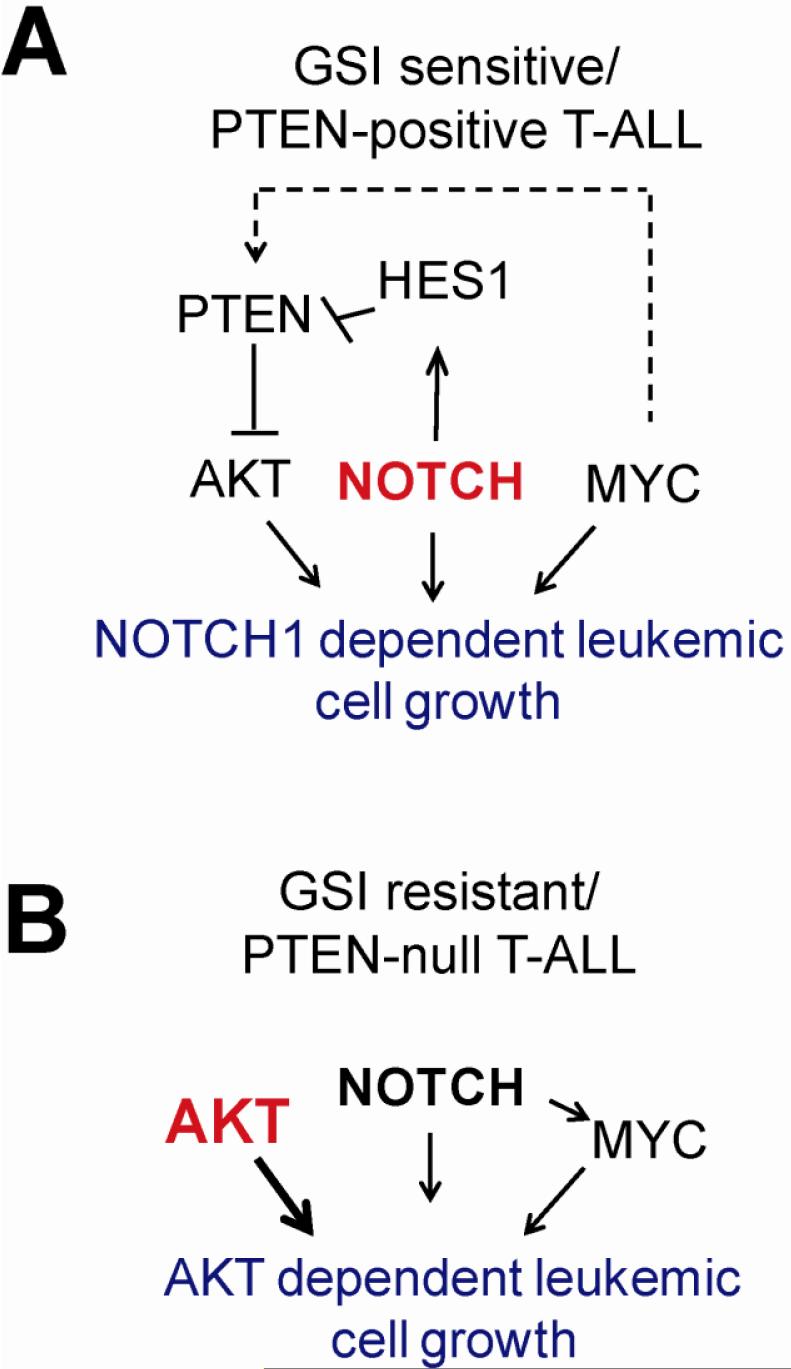 A
GSI sensitive/
PTEN-positive T-ALL
HES1
PTEN
AKT
NOTCH
MYC
NOTCH1 dependent leukemic
cell growth
B
GSI resistant/
PTEN-null T-ALL
NOTCH
AKT
MYC
AKT dependent leukemic
cell growth